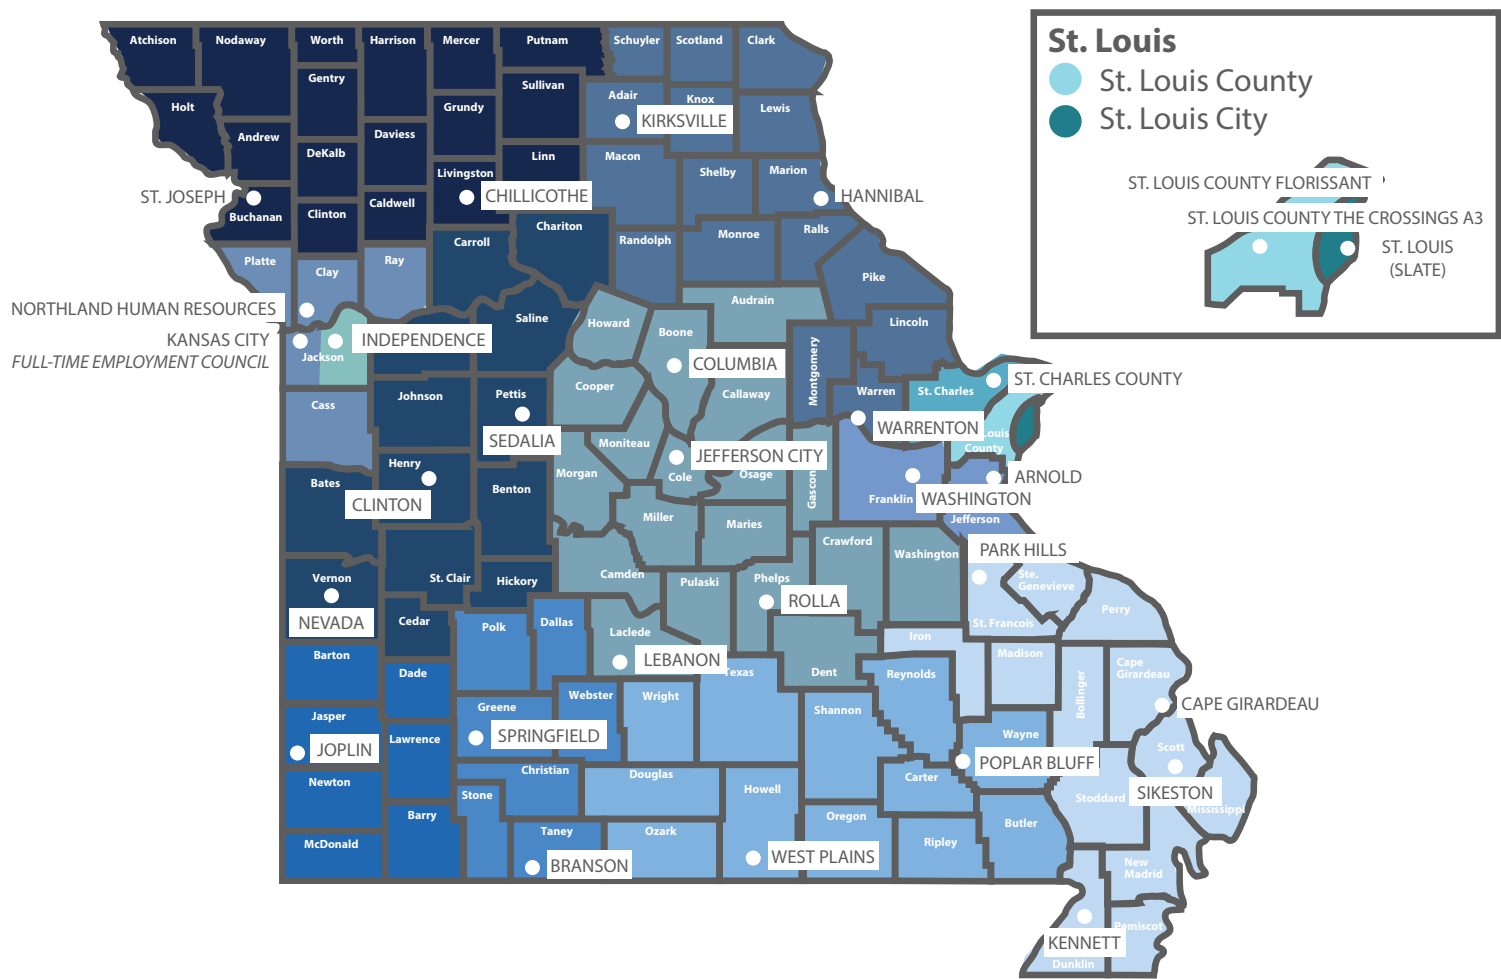 Atchison
Nodaway
Worth
Harrison
Mercer
Putnam
Schuyler
Scotland
Clark
St. Louis
St. Louis County
St. Louis City
Gentry
Sullivan
Adair
Knox
Lewis
Holt
Grundy
KIRKSVILLE
Andrew
Daviess
DeKalb
Linn
Macon
Livingston
Shelby
Marion
ST. JOSEPH
CHILLICOTHE
HANNIBAL
Buchanan
Clinton
Caldwell
ST. LOUIS COUNTY FLORISSANT
ST. LOUIS COUNTY THE CROSSINGS A3
ST. LOUIS
(SLATE)
Carroll
Chariton
Randolph
Monroe
Ralls
Platte
Clay
Ray
Pike
NORTHLAND HUMAN RESOURCES
Saline
Howard
Audrain
Boone
Lincoln
KANSAS CITY
INDEPENDENCE
FULL-TIME EMPLOYMENT COUNCIL
Jackson
COLUMBIA
Montgomery
ST. CHARLES COUNTY
Cass
Johnson
Pettis
Cooper
Callaway
Warren
St. Charles
SEDALIA
WARRENTON
Moniteau
Louis
County
JEFFERSON CITY
Henry
Morgan
Cole
Osage
Gascon
ARNOLD
Bates
CLINTON
Benton
Franklin
WASHINGTON
Miller
Maries
Jefferson
Crawford
Washington
PARK HILLS
Vernon
St. Clair
Hickory
Camden
Pulaski
Phelps
Ste.
Genevieve
NEVADA
ROLLA
Perry
Cedar
Polk
Dallas
Laclede
St. Francois
Iron
Barton
LEBANON
Madison
Dade
Texas
Dent
Reynolds
Cape
Girardeau
Webster
Wright
Bollinger
Jasper
Greene
Shannon
CAPE GIRARDEAU
JOPLIN
Lawrence
SPRINGFIELD
Wayne
Scott
POPLAR BLUFF
Newton
Christian
Douglas
Carter
Stone
Howell
Stoddard
SIKESTON
Mississippi
Barry
Oregon
Butler
McDonald
Taney
Ozark
Ripley
BRANSON
WEST PLAINS
New
Madrid
Pemiscot
KENNETT
Dunklin